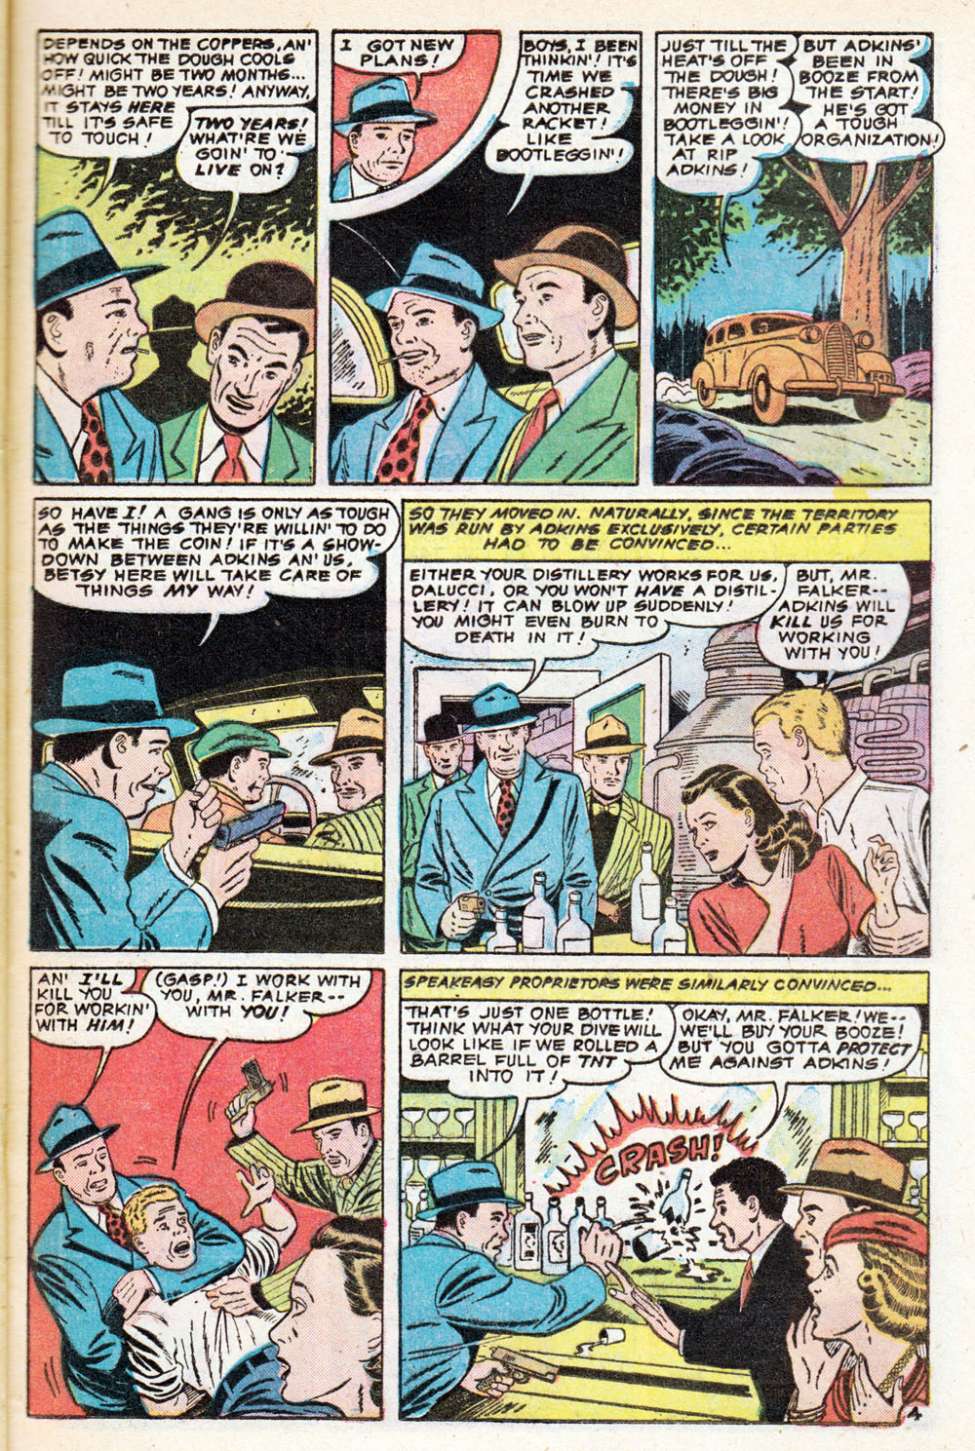 DEPENDS ON THE COPPERS, AN'
HOW QUICK THE DOUGH COOLS
OFF! MIGHT BE TWO MONTHS...
MIGHT BE TWO YEARS! ANYWAY,
IT STAYS HERE
TILL IT'S SAFE
TO TOUCH!
TWO YEARS!
WHAT'RE WE
GOIN' TO
LIVE ON?
I GOT NEW
PLANS!
BOYS, I BEEN
THINKIN'! IT'S
TIME WE
CRASHED
ANOTHER
RACKET!
LIKE
BOOTLEGGIN'!
JUST TILL THE
HEAT'S OFF
THE DOUGH!
THERE'S BIG
MONEY IN
BOOTLEGGIN'!
TAKE A LOOK
AT RIP
ADKINS!
BUT ADKINS'
BEEN IN
BOOZE FROM
THE START!
HE'S GOT
A TOUGH
ORGANIZATION!
SO HAVE I! A GANG IS ONLY AS TOUGH
AS THE THINGS THEY'RE WILLIN' TO DO
TO MAKE THE COIN! IF IT'S A SHOW-
DOWN BETWEEN ADKINS AN' US,
BETSY HERE WILL TAKE CARE OF
THINGS MY WAY!
SO THEY MOVED IN. NATURALLY, SINCE THE TERRITORY
WAS RUN BY ADKINS EXCLUSIVELY, CERTAIN PARTIES
HAD TO BE CONVINCED...
EITHER YOUR DISTILLERY WORKS FOR US,
DALUCCI, OR YOU WON'T HAVE A DISTIL-
LERY! IT CAN BLOW UP SUDDENLY!
YOU MIGHT EVEN BURN TO
DEATH IN IT!
BUT, MR.
FALKER--
ADKINS WILL
KILL US FOR
WORKING
WITH YOU!
AN' I'LL
KILL YOU
FOR WORKIN'
WITH HIM!
(GASP!) I WORK WITH
YOU, MR. FALKER--
WITH YOU!
SPEAKEASY PROPRIETORS WERE SIMILARLY CONVINCED...
THAT'S JUST ONE BOTTLE!
THINK WHAT YOUR DIVE WILL
LOOK LIKE IF WE ROLLED A
BARREL FULL OF TNT
INTO IT!
OKAY, MR. FALKER! WE--
WE'LL BUY YOUR BOOZE!
BUT YOU GOTTA PROTECT
ME AGAINST ADKINS!
CRASH!
4